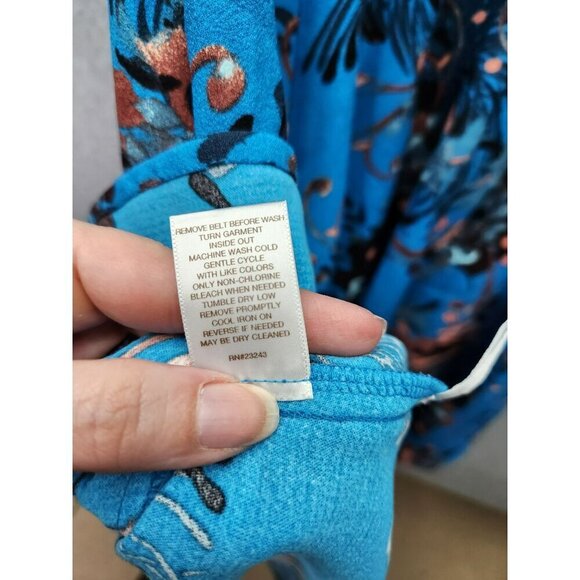 REMOVE BELT BEFORE WASH
TURN GARMENT
INSIDE OUT
MACHINE WASH COLD
GENTLE CYCLE
WITH LIKE COLORS
ONLY NON-CHLORINE
BLEACH WHEN NEEDED
TUMBLE DRY LOW
REMOVE PROMPTLY
COOL IRON ON
REVERSE IF NEEDED
MAY BE DRY CLEANED
RN#23243